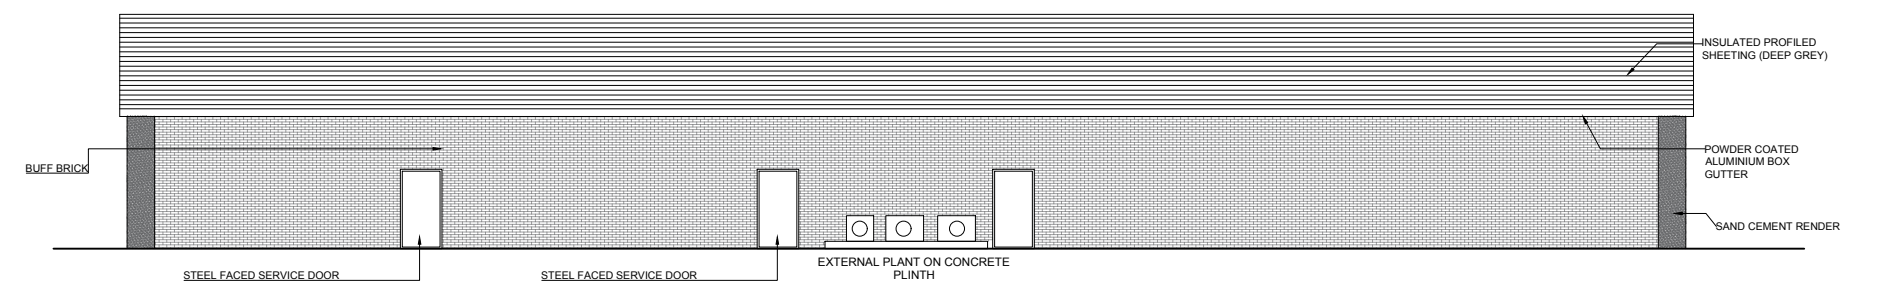 INSULATED PROFILED
SHEETING (DEEP GREY)
BUFF BRICK
POWDER COATED
ALUMINIUM BOX
GUTTER
SAND CEMENT RENDER
STEEL FACED SERVICE DOOR
STEEL FACED SERVICE DOOR
EXTERNAL PLANT ON CONCRETE
PLINTH